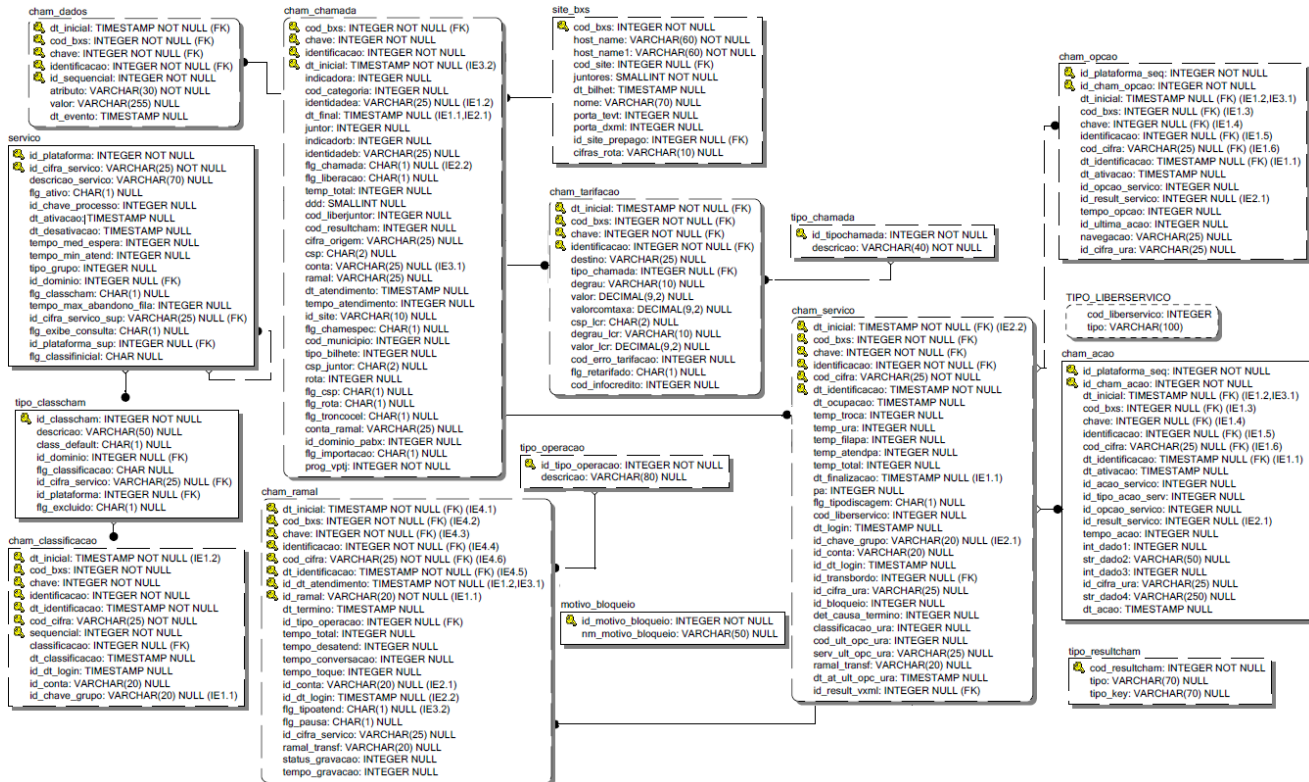 cham_dados
dt_inicial: TIMESTAMP NOT NULL (FK)
cod_bxs: INTEGER NOT NULL (FK)
chave: INTEGER NOT NULL (FK)
identificacao: INTEGER NOT NULL (FK)
id_sequencial: INTEGER NOT NULL
atributo: VARCHAR(30) NOT NULL
valor: VARCHAR(255) NULL
dt_evento: TIMESTAMP NULL
servico
id_plataforma: INTEGER NOT NULL
id_cifra_servico: VARCHAR(25) NOT NULL
descricao_servico: VARCHAR(70) NULL
flg_ativo: CHAR(1) NULL
id_chave_processo: INTEGER NULL
dt_ativacao: TIMESTAMP NULL
dt_desativacao: TIMESTAMP NULL
tempo_med_espera: INTEGER NULL
tempo_min_atend: INTEGER NULL
tipo_grupo: INTEGER NULL
id_dominio: INTEGER NULL (FK)
flg_classcham: CHAR(1) NULL
tempo_max_abandono_fila: INTEGER NULL
id_cifra_servico_sup: VARCHAR(25) NULL (FK)
flg_exibe_consulta: CHAR(1) NULL
id_plataforma_sup: INTEGER NULL (FK)
flg_classifinicial: CHAR NULL
tipo_classcham
id_classcham: INTEGER NOT NULL
descricao: VARCHAR(50) NULL
class_default: CHAR(1) NULL
id_dominio: INTEGER NULL (FK)
flg_classificacao: CHAR NULL
id_cifra_servico: VARCHAR(25) NULL (FK)
id_plataforma: INTEGER NULL (FK)
flg_excluido: CHAR(1) NULL
cham_classificacao
dt_inicial: TIMESTAMP NOT NULL (IE1.2)
cod_bxs: INTEGER NOT NULL
chave: INTEGER NOT NULL
identificacao: INTEGER NOT NULL
dt_identificacao: TIMESTAMP NOT NULL
cod_cifra: VARCHAR(25) NOT NULL
sequencial: INTEGER NOT NULL
classificacao: INTEGER NULL (FK)
dt_classificacao: TIMESTAMP NULL
id_dt_login: TIMESTAMP NULL
id_conta: VARCHAR(20) NULL
id_chave_grupo: VARCHAR(20) NULL (IE1.1)
cham_chamada
cod_bxs: INTEGER NOT NULL (FK)
chave: INTEGER NOT NULL
identificacao: INTEGER NOT NULL
dt_inicial: TIMESTAMP NOT NULL (IE3.2)
indicadora: INTEGER NULL
cod_categoria: INTEGER NULL
identidadea: VARCHAR(25) NULL (IE1.2)
dt_final: TIMESTAMP NULL (IE1.1,IE2.1)
juntor: INTEGER NULL
indicadorb: INTEGER NULL
identidadeb: VARCHAR(25) NULL
flg_chamada: CHAR(1) NULL (IE2.2)
flg_liberacao: CHAR(1) NULL
temp_total: INTEGER NULL
ddd: SMALLINT NULL
cod_liberjuntor: INTEGER NULL
cod_resultcham: INTEGER NULL
cifra_origem: VARCHAR(25) NULL
csp: CHAR(2) NULL
conta: VARCHAR(25) NULL (IE3.1)
ramal: VARCHAR(25) NULL
dt_atendimento: TIMESTAMP NULL
tempo_atendimento: INTEGER NULL
id_site: VARCHAR(10) NULL
flg_chamespec: CHAR(1) NULL
cod_municipio: INTEGER NULL
tipo_bilhete: INTEGER NULL
csp_juntor: CHAR(2) NULL
rota: INTEGER NULL
flg_csp: CHAR(1) NULL
flg_rota: CHAR(1) NULL
flg_troncocel: CHAR(1) NULL
conta_ramal: VARCHAR(25) NULL
id_dominio_pabx: INTEGER NULL
flg_importacao: CHAR(1) NULL
prog_vptj: INTEGER NOT NULL
cham_ramal
dt_inicial: TIMESTAMP NOT NULL (FK) (IE4.1)
cod_bxs: INTEGER NOT NULL (FK) (IE4.2)
chave: INTEGER NOT NULL (FK) (IE4.3)
identificacao: INTEGER NOT NULL (FK) (IE4.4)
cod_cifra: VARCHAR(25) NOT NULL (FK) (IE4.6)
dt_identificacao: TIMESTAMP NOT NULL (FK) (IE4.5)
id_dt_atendimento: TIMESTAMP NOT NULL (IE1.2,IE3.1)
id_ramal: VARCHAR(20) NOT NULL (IE1.1)
dt_termino: TIMESTAMP NULL
id_tipo_operacao: INTEGER NULL (FK)
tempo_total: INTEGER NULL
tempo_desatend: INTEGER NULL
tempo_conversacao: INTEGER NULL
tempo_toque: INTEGER NULL
id_conta: VARCHAR(20) NULL (IE2.1)
id_dt_login: TIMESTAMP NULL (IE2.2)
flg_tipoatend: CHAR(1) NULL (IE3.2)
flg_pausa: CHAR(1) NULL
id_cifra_servico: VARCHAR(25) NULL
ramal_transf: VARCHAR(20) NULL
status_gravacao: INTEGER NULL
tempo_gravacao: INTEGER NULL
site_bxs
cod_bxs: INTEGER NOT NULL
host_name: VARCHAR(60) NOT NULL
host_name1: VARCHAR(60) NOT NULL
cod_site: INTEGER NULL (FK)
juntores: SMALLINT NOT NULL
dt_bilhet: TIMESTAMP NULL
nome: VARCHAR(70) NULL
porta_tevt: INTEGER NULL
porta_dxml: INTEGER NULL
id_site_prepago: INTEGER NULL (FK)
cifras_rota: VARCHAR(10) NULL
cham_tarifacao
dt_inicial: TIMESTAMP NOT NULL (FK)
cod_bxs: INTEGER NOT NULL (FK)
chave: INTEGER NOT NULL (FK)
identificacao: INTEGER NOT NULL (FK)
destino: VARCHAR(25) NULL
tipo_chamada: INTEGER NULL (FK)
degrau: VARCHAR(10) NULL
valor: DECIMAL(9,2) NULL
valorcomtaxa: DECIMAL(9,2) NULL
csp_lcr: CHAR(2) NULL
degrau_lcr: VARCHAR(10) NULL
valor_lcr: DECIMAL(9,2) NULL
cod_erro_tarifacao: INTEGER NULL
flg_retarifado: CHAR(1) NULL
cod_infocredito: INTEGER NULL
tipo_operacao
id_tipo_operacao: INTEGER NOT NULL
descricao: VARCHAR(80) NULL
motivo_bloqueio
id_motivo_bloqueio: INTEGER NOT NULL
nm_motivo_bloqueio: VARCHAR(50) NULL
tipo_chamada
id_tipochamada: INTEGER NOT NULL
descricao: VARCHAR(40) NOT NULL
cham_servico
dt_inicial: TIMESTAMP NOT NULL (FK) (IE2.2)
cod_bxs: INTEGER NOT NULL (FK)
chave: INTEGER NOT NULL (FK)
identificacao: INTEGER NOT NULL (FK)
cod_cifra: VARCHAR(25) NOT NULL
dt_identificacao: TIMESTAMP NOT NULL
dt_ocupacao: TIMESTAMP NULL
temp_troca: INTEGER NULL
temp_ura: INTEGER NULL
temp_filapa: INTEGER NULL
temp_atendpa: INTEGER NULL
temp_total: INTEGER NULL
dt_finalizacao: TIMESTAMP NULL (IE1.1)
pa: INTEGER NULL
flg_tipodiscagem: CHAR(1) NULL
cod_liberservico: INTEGER NULL
dt_login: TIMESTAMP NULL
id_chave_grupo: VARCHAR(20) NULL (IE2.1)
id_conta: VARCHAR(20) NULL
id_dt_login: TIMESTAMP NULL
id_transbordo: INTEGER NULL (FK)
id_cifra_ura: VARCHAR(25) NULL
id_bloqueio: INTEGER NULL
det_causa_termino: INTEGER NULL
classificacao_ura: INTEGER NULL
cod_ult_opc_ura: INTEGER NULL
serv_ult_opc_ura: VARCHAR(25) NULL
ramal_transf: VARCHAR(20) NULL
dt_at_ult_opc_ura: TIMESTAMP NULL
id_result_vxml: INTEGER NULL (FK)
cham_opcao
id_plataforma_seq: INTEGER NOT NULL
id_cham_opcao: INTEGER NOT NULL
dt_inicial: TIMESTAMP NULL (FK) (IE1.2,IE3.1)
cod_bxs: INTEGER NULL (FK) (IE1.3)
chave: INTEGER NULL (FK) (IE1.4)
identificacao: INTEGER NULL (FK) (IE1.5)
cod_cifra: VARCHAR(25) NULL (FK) (IE1.6)
dt_identificacao: TIMESTAMP NULL (FK) (IE1.1)
dt_ativacao: TIMESTAMP NULL
id_opcao_servico: INTEGER NULL
id_result_servico: INTEGER NULL (IE2.1)
tempo_opcao: INTEGER NULL
id_ultima_acao: INTEGER NULL
navegacao: VARCHAR(25) NULL
id_cifra_ura: VARCHAR(25) NULL
TIPO_LIBERSERVICO
cod_liberservico: INTEGER
tipo: VARCHAR(100)
cham_acao
id_plataforma_seq: INTEGER NOT NULL
id_cham_acao: INTEGER NOT NULL
dt_inicial: TIMESTAMP NULL (FK) (IE1.2,IE3.1)
cod_bxs: INTEGER NULL (FK) (IE1.3)
chave: INTEGER NULL (FK) (IE1.4)
identificacao: INTEGER NULL (FK) (IE1.5)
cod_cifra: VARCHAR(25) NULL (FK) (IE1.6)
dt_identificacao: TIMESTAMP NULL (FK) (IE1.1)
dt_ativacao: TIMESTAMP NULL
id_acao_servico: INTEGER NULL
id_tipo_acao_serv: INTEGER NULL
id_opcao_servico: INTEGER NULL
id_result_servico: INTEGER NULL (IE2.1)
tempo_acao: INTEGER NULL
int_dado1: INTEGER NULL
str_dado2: VARCHAR(50) NULL
int_dado3: INTEGER NULL
id_cifra_ura: VARCHAR(25) NULL
str_dado4: VARCHAR(250) NULL
dt_acao: TIMESTAMP NULL
tipo_resultcham
cod_resultcham: INTEGER NOT NULL
tipo: VARCHAR(70) NULL
tipo_key: VARCHAR(70) NULL